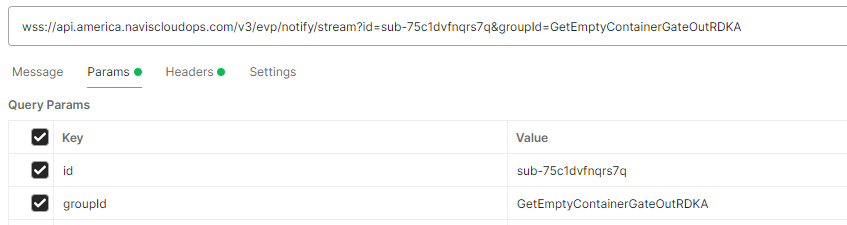 wss://api.america.naviscloudops.com/v3/evp/notify/stream?id=sub-75c1dvfnqrs7q&groupId=GetEmptyContainerGateOutRDKA
Message Params Headers Settings
Query Params
Key Value
id sub-75c1dvfnqrs7q
groupId GetEmptyContainerGateOutRDKA